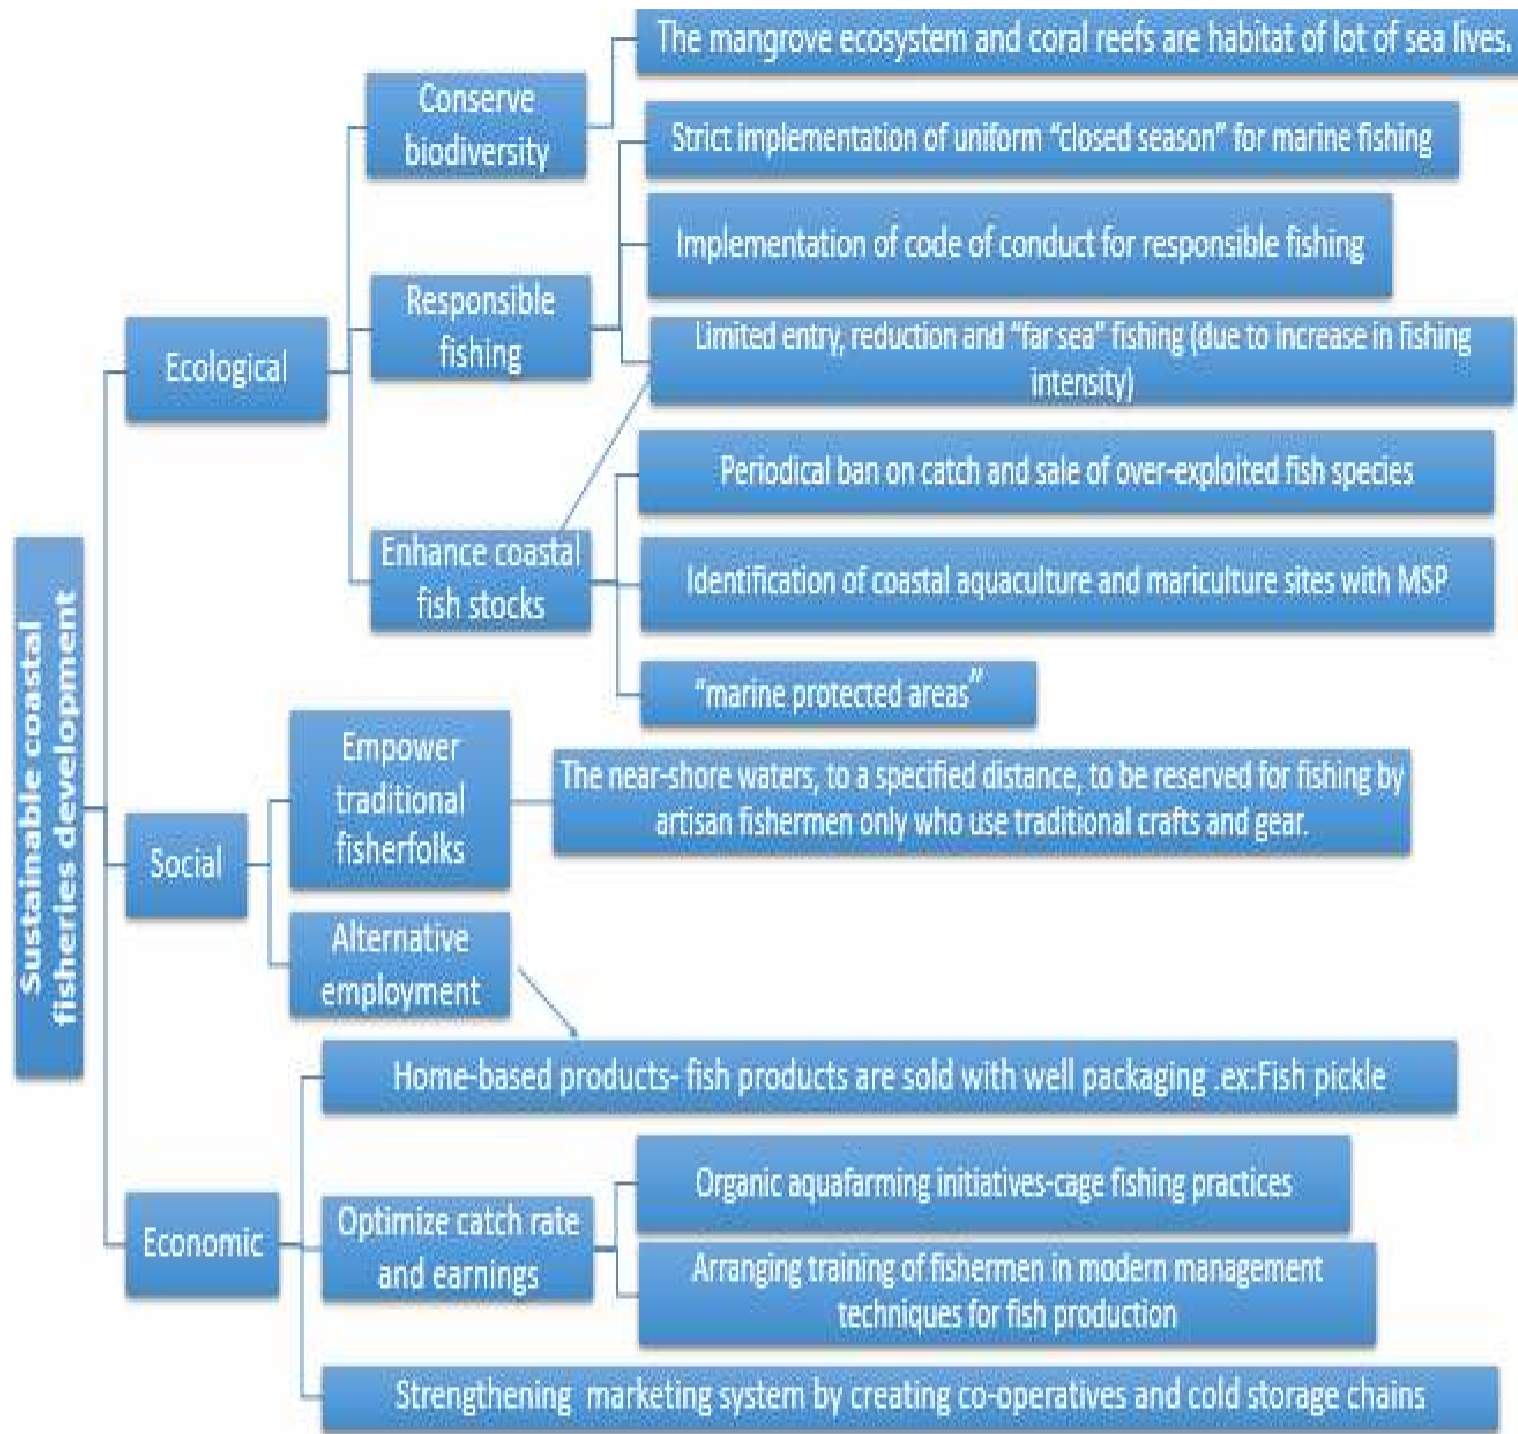 Sustainable coastal
fisheries development
Ecological
Conserve
biodiversity
The mangrove ecosystem and coral reefs are habitat of lot of sea lives.
Responsible
fishing
Strict implementation of uniform “closed season” for marine fishing
Implementation of code of conduct for responsible fishing
Limited entry, reduction and “far sea” fishing (due to increase in fishing
intensity)
Enhance coastal
fish stocks
Periodical ban on catch and sale of over-exploited fish species
Identification of coastal aquaculture and mariculture sites with MSP
“marine protected areas”
Social
Empower
traditional
fisherfolks
The near-shore waters, to a specified distance, to be reserved for fishing by
artisan fishermen only who use traditional crafts and gear.
Alternative
employment
Economic
Home-based products- fish products are sold with well packaging .ex:Fish pickle
Optimize catch rate
and earnings
Organic aquafarming initiatives-cage fishing practices
Arranging training of fishermen in modern management
techniques for fish production
Strengthening marketing system by creating co-operatives and cold storage chains